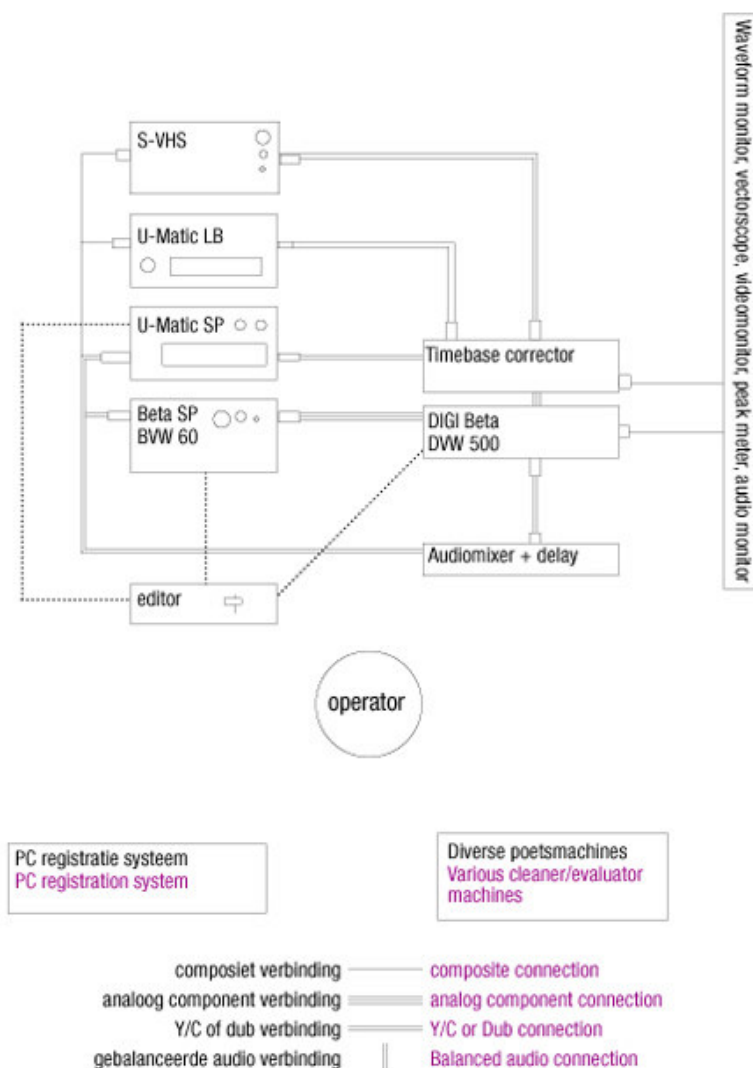 Waveform monitor, vectorscope, videomonitor, peak meter, audio monitor
S-VHS
U-Matic LB
U-Matic SP
Timebase corrector
Beta SP
BVW 60
DIGI Beta
DVW 500
Audiomixer + delay
editor
operator
PC registratie systeem
PC registration system
Diverse poetsmachines
Various cleaner/evaluator
machines
composiet verbinding composite connection
analoog component verbinding analog component connection
Y/C of dub verbinding Y/C or Dub connection
gebalanceerde audio verbinding Balanced audio connection